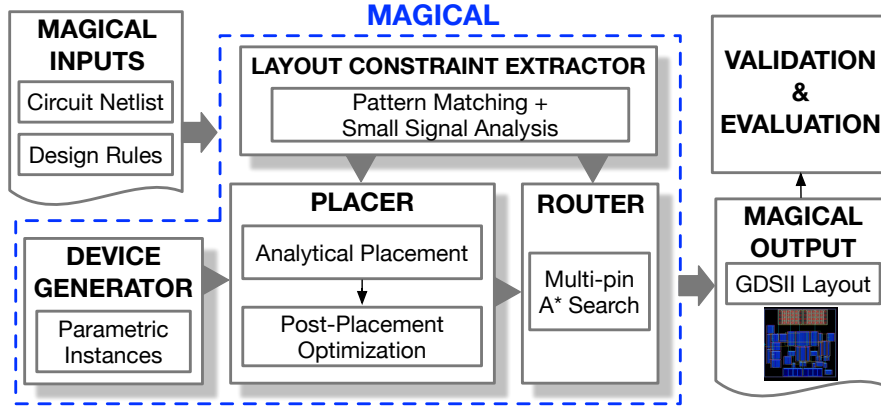 MAGICAL
MAGICAL
INPUTS
Circuit Netlist
Design Rules
LAYOUT CONSTRAINT EXTRACTOR
Pattern Matching +
Small Signal Analysis
VALIDATION
&
EVALUATION
DEVICE
GENERATOR
Parametric
Instances
PLACER
Analytical Placement
Post-Placement
Optimization
ROUTER
Multi-pin
A* Search
MAGICAL
OUTPUT
GDSII Layout